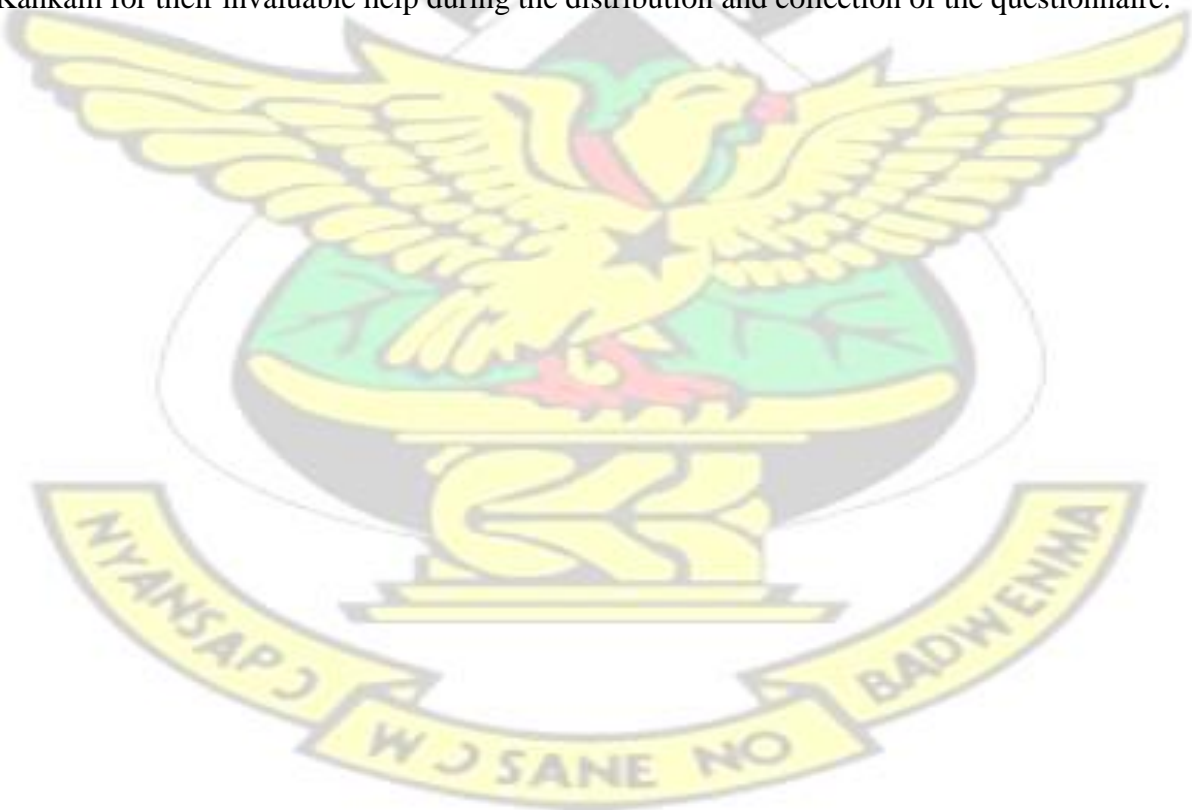 Kankam for their invaluable help during the distribution and collection of the questionnaire.
NYANSAPƆ
WƆSANE NO
BADWENMA